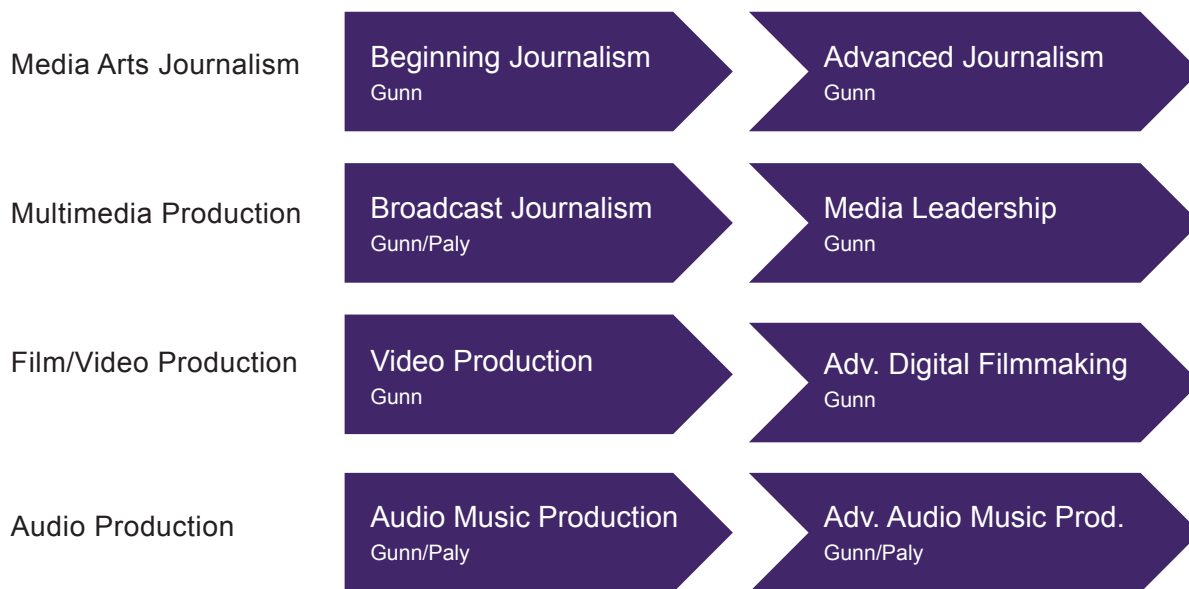 Media Arts Journalism
Beginning Journalism
Gunn
Advanced Journalism
Gunn
Multimedia Production
Broadcast Journalism
Gunn/Paly
Media Leadership
Gunn
Film/Video Production
Video Production
Gunn
Adv. Digital Filmmaking
Gunn
Audio Production
Audio Music Production
Gunn/Paly
Adv. Audio Music Prod.
Gunn/Paly